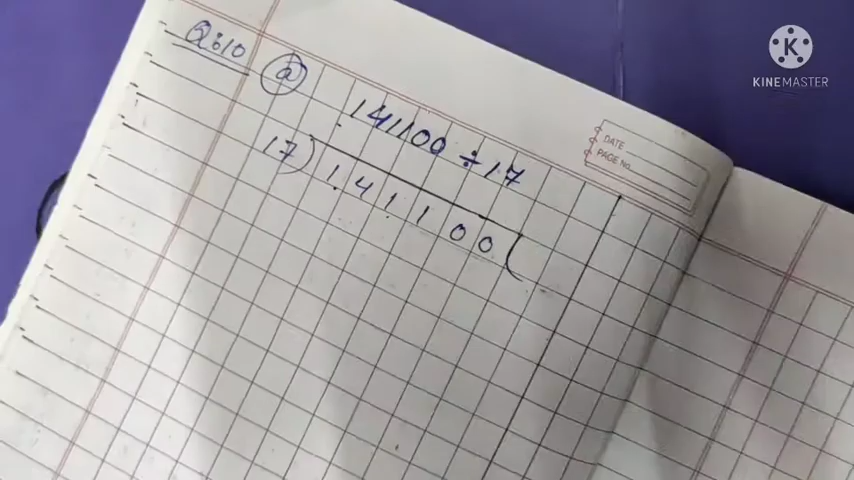 Q:10
a
141100 ÷ 17
17) 141100 (
DATE
PAGE No.
K
KINEMASTER